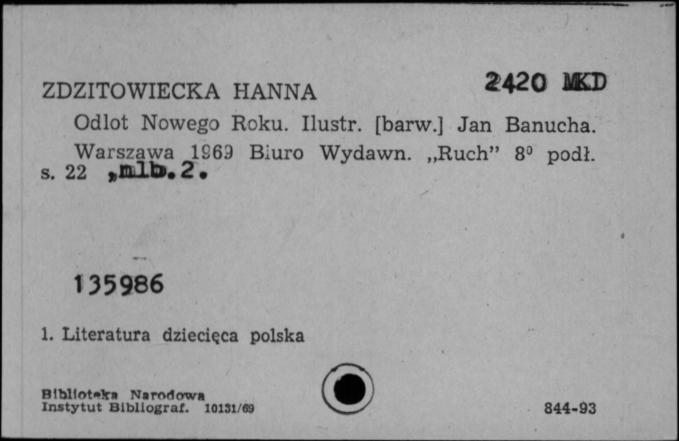 2420 MKD
ZDZITOWIECKA HANNA
Odlot Nowego Roku. Ilustr. [barw.] Jan Banucha.
Warszawa 1969 Biuro Wydawn. „Ruch” 8⁰ podł.
s. 22 „nlb.2.
135986
1. Literatura dziecięca polska
Biblioteka Narodowa
Instytut Bibliograf. 10131/69
844-93